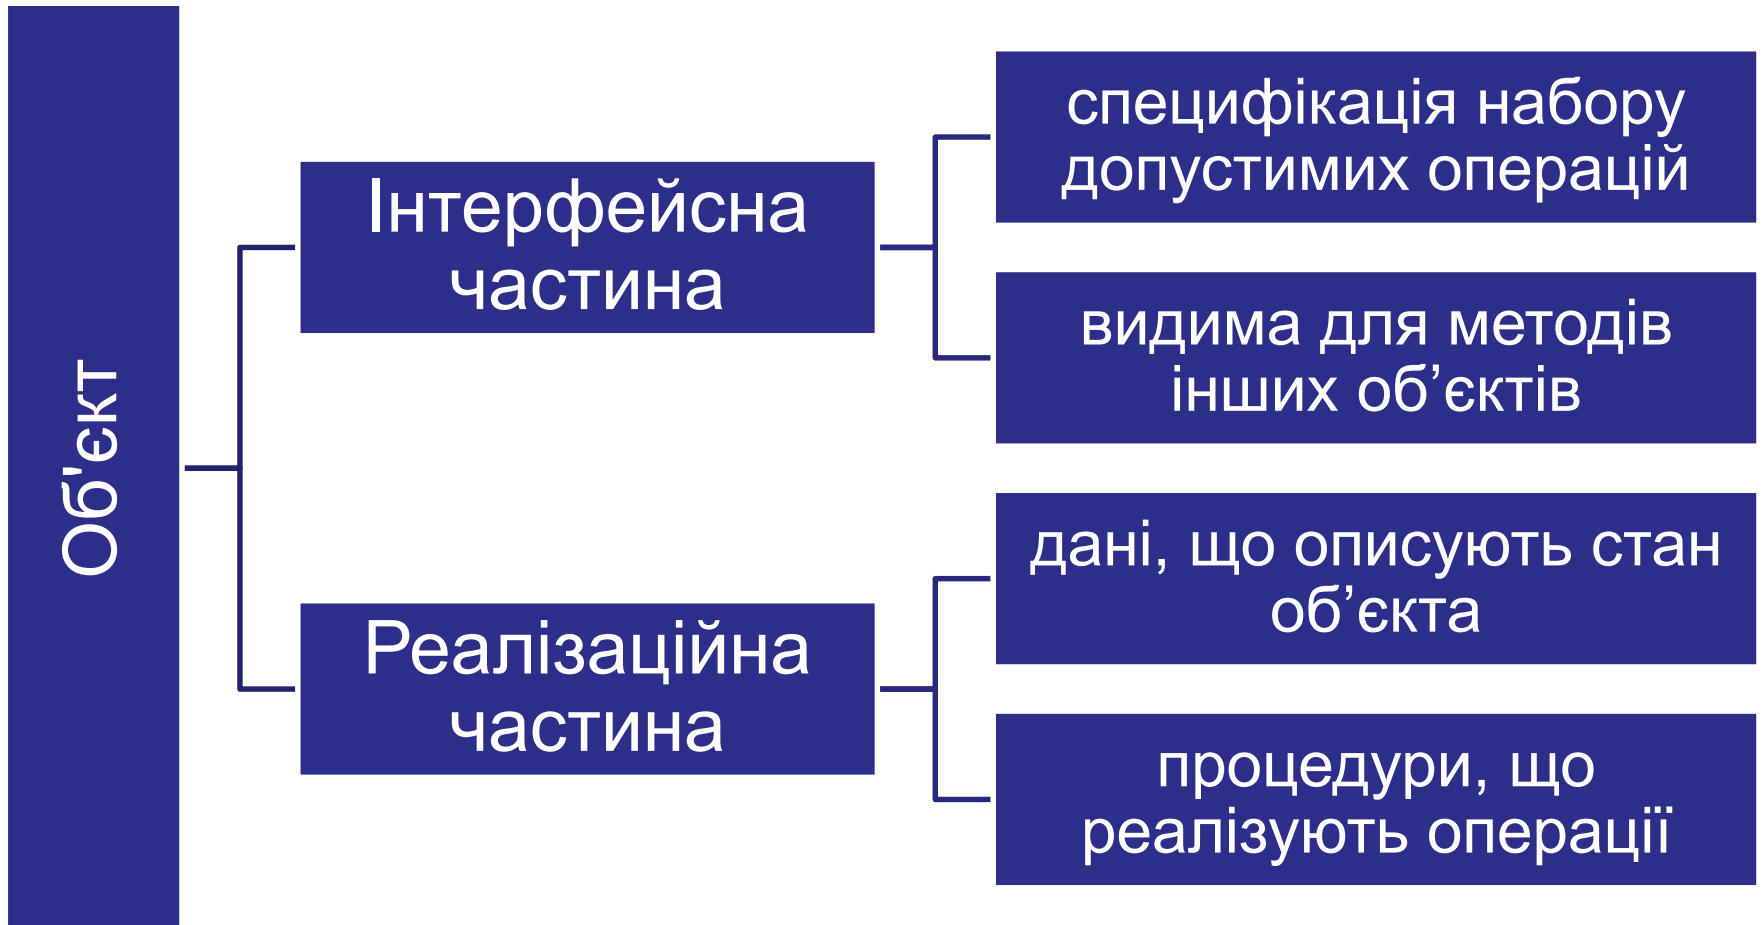 Об'єкт
Інтерфейсна
частина
специфікація набору
допустимих операцій
видима для методів
інших об’єктів
Реалізаційна
частина
дані, що описують стан
об’єкта
процедури, що
реалізують операції